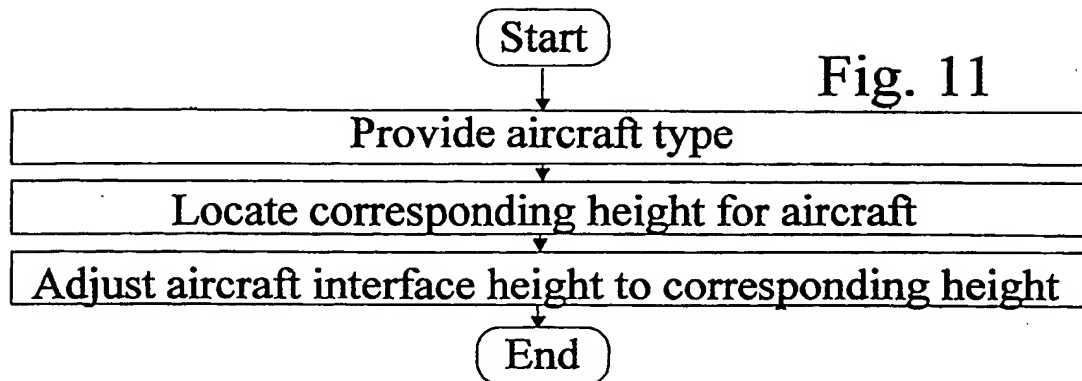 Start
Fig. 11
Provide aircraft type
Locate corresponding height for aircraft
Adjust aircraft interface height to corresponding height
End